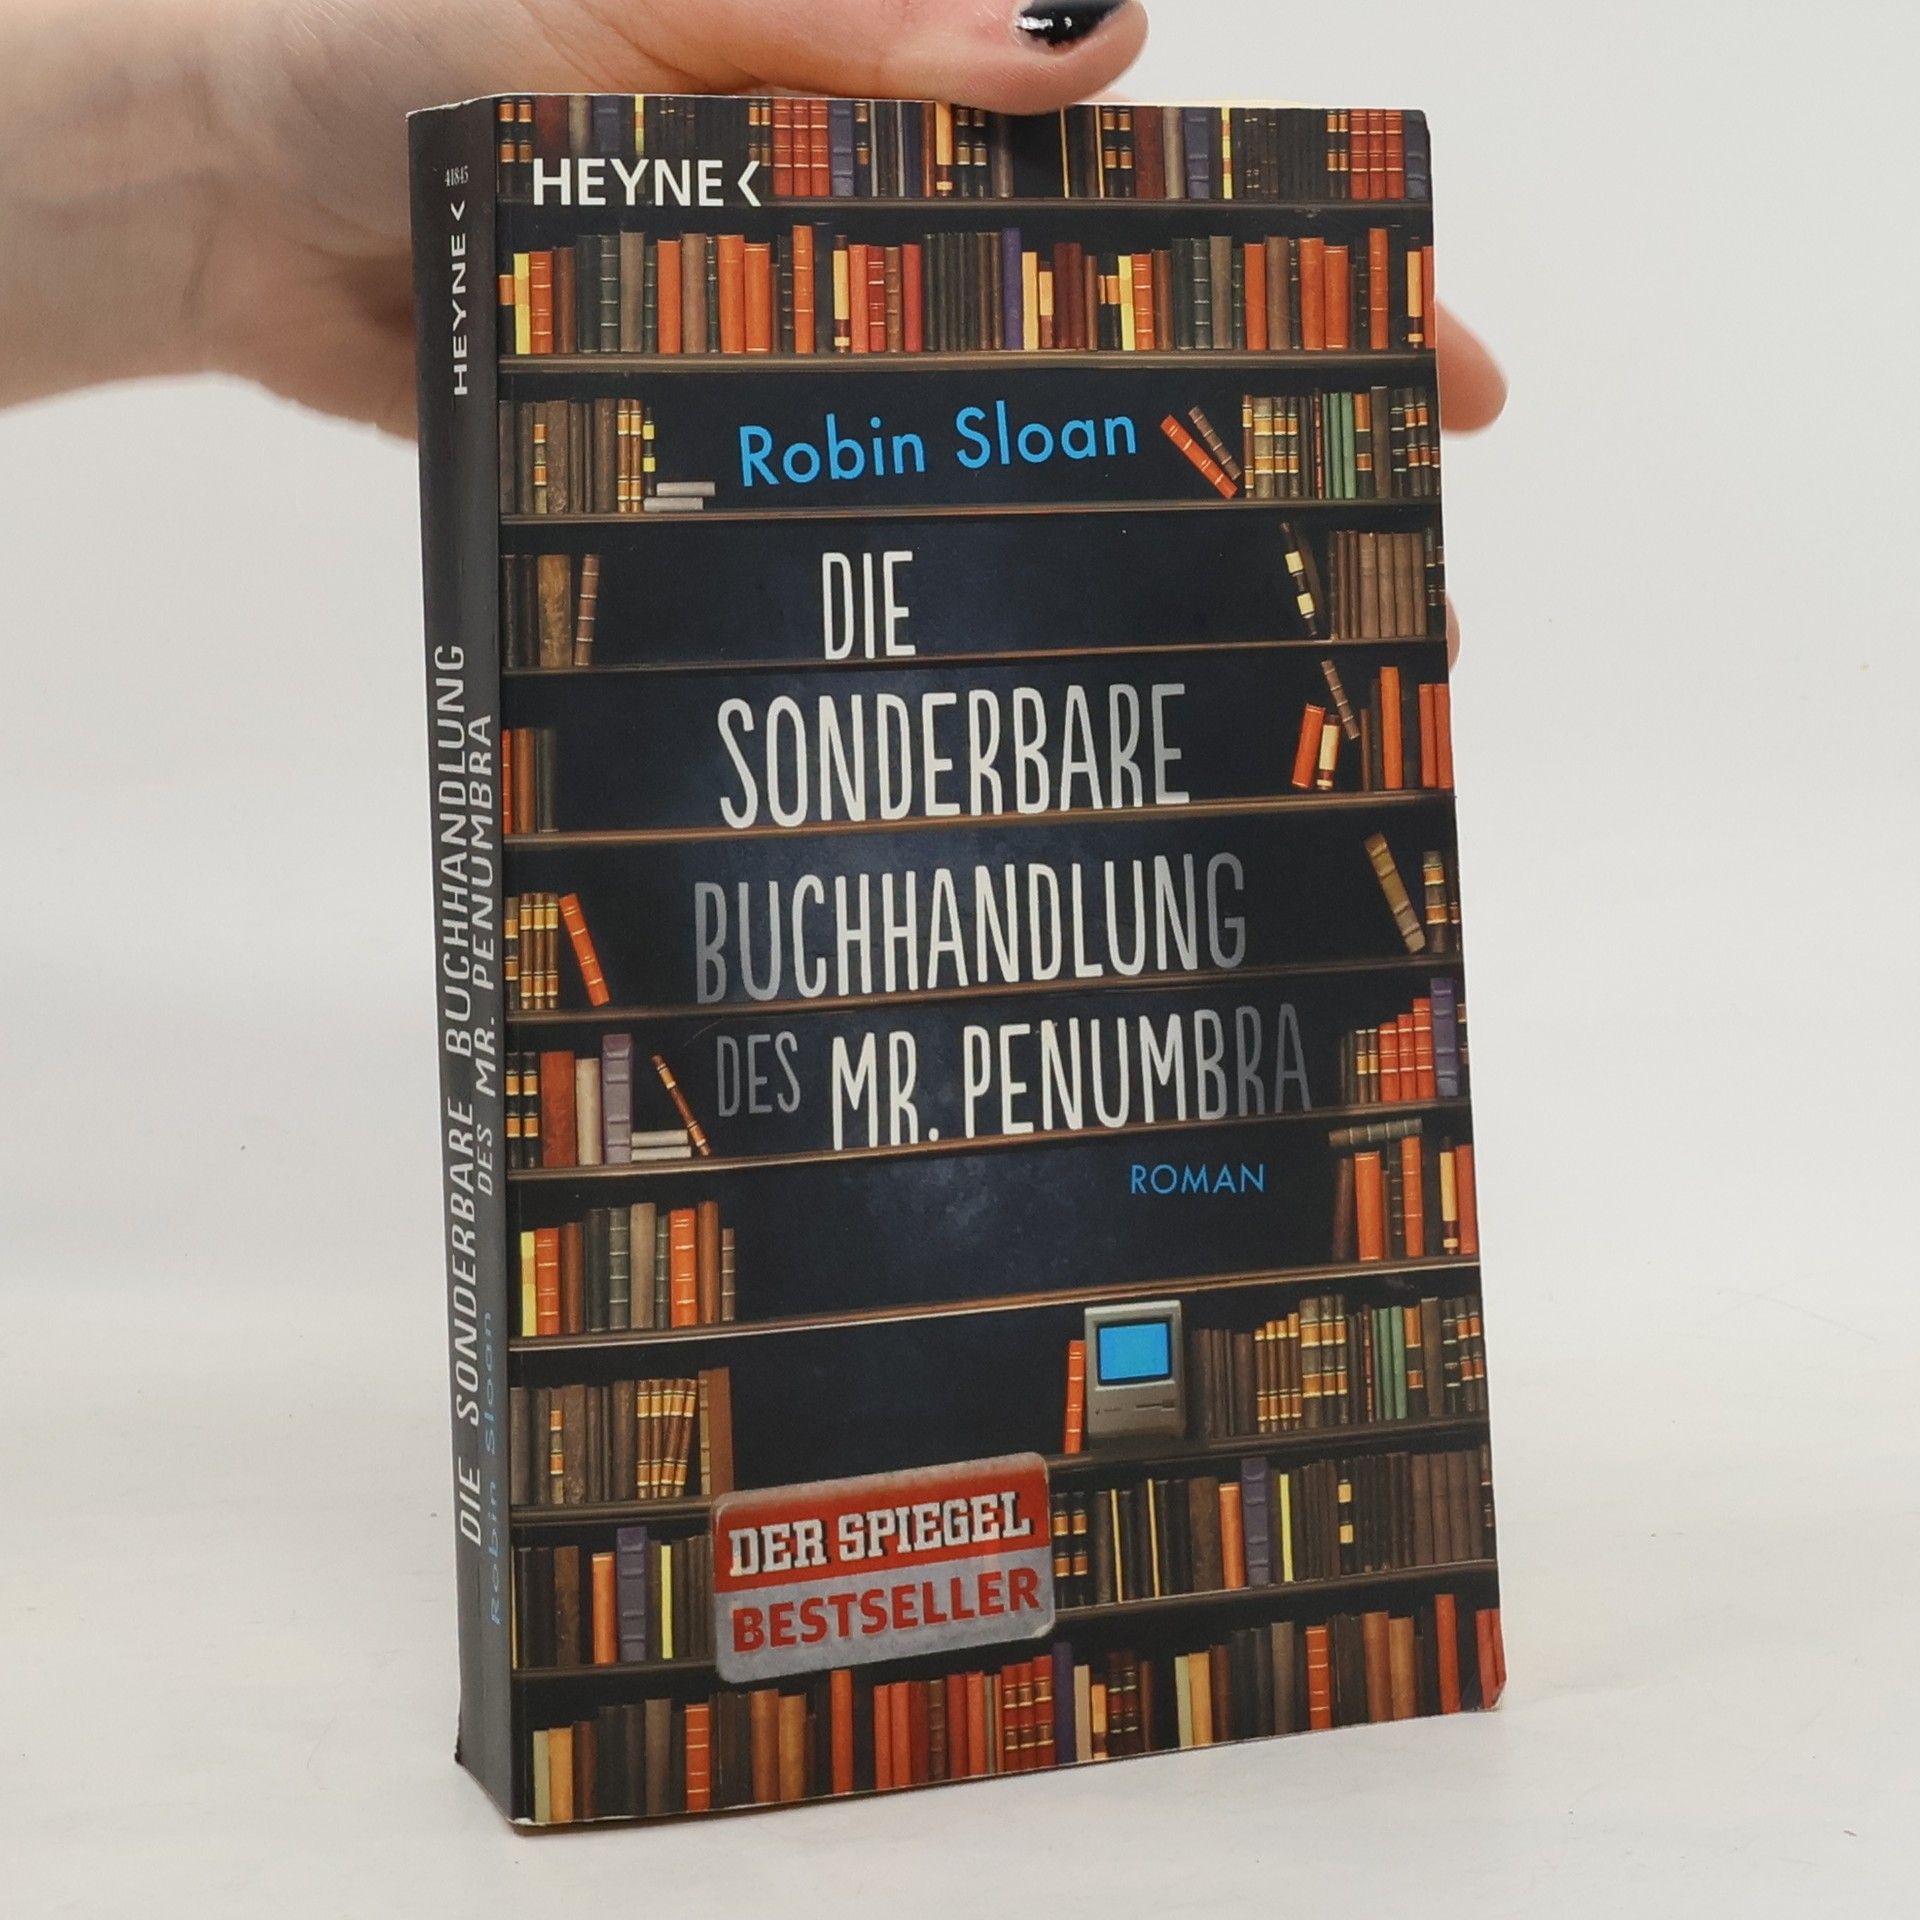 HEYNE<
Robin Sloan
DIE
SONDERBARE
BUCHHANDLUNG
DES MR. PENUMBRA
ROMAN
DER SPIEGEL
BESTSELLER
41845
HEYNE<
DIE SONDERBARE BUCHHANDLUNG
DES MR. PENUMBRA
Robin Sloan